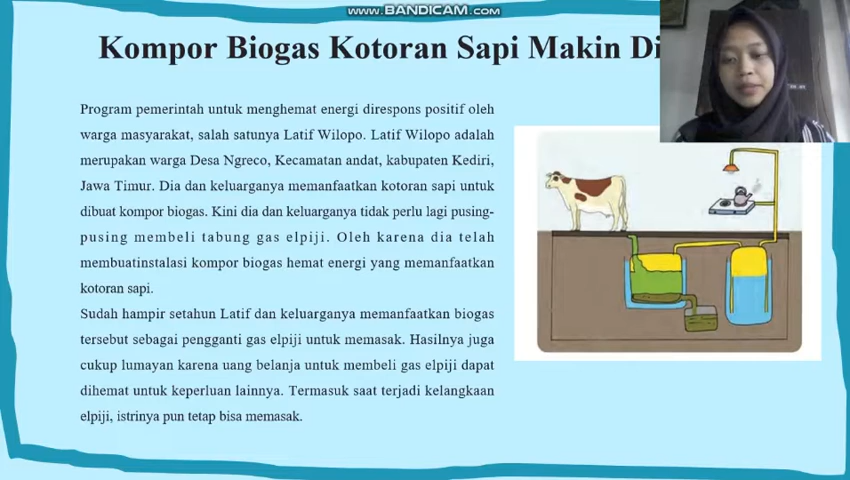 www.BANDICAM.com
Kompor Biogas Kotoran Sapi Makin
Program pemerintah untuk menghemat energi direspons positif oleh
warga masyarakat, salah satunya Latif Wilopo. Latif Wilopo adalah
merupakan warga Desa Ngreco, Kecamatan andat, kabupaten Kediri,
Jawa Timur. Dia dan keluarganya memanfaatkan kotoran sapi untuk
dibuat kompor biogas. Kini dia dan keluarganya tidak perlu lagi pusing-
pusing membeli tabung gas elpiji. Oleh karena dia telah
membuatinstalasi kompor biogas hemat energi yang memanfaatkan
kotoran sapi.
Sudah hampir setahun Latif dan keluarganya memanfaatkan biogas
tersebut sebagai pengganti gas elpiji untuk memasak. Hasilnya juga
cukup lumayan karena uang belanja untuk membeli gas elpiji dapat
dihemat untuk keperluan lainnya. Termasuk saat terjadi kelangkaan
elpiji, istrinya pun tetap bisa memasak.